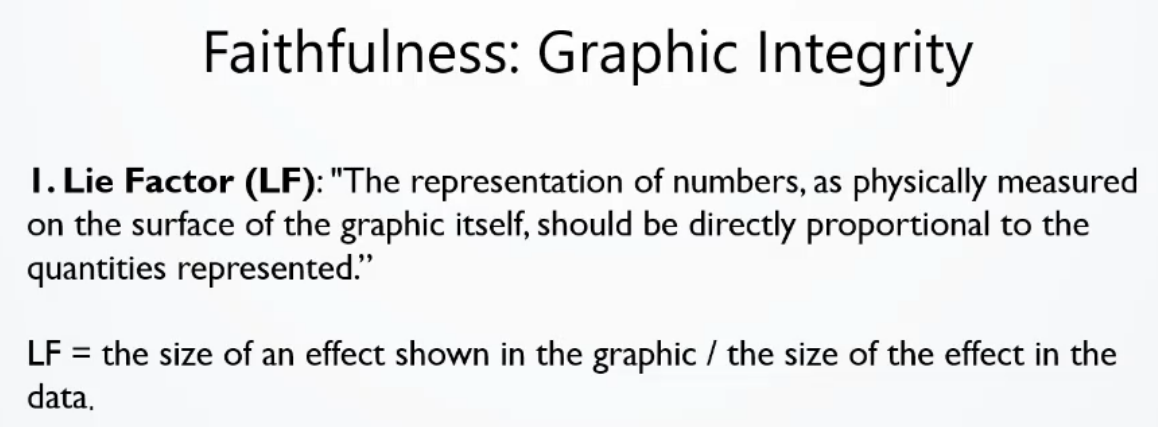 Faithfulness: Graphic Integrity
1. Lie Factor (LF): "The representation of numbers, as physically measured
on the surface of the graphic itself, should be directly proportional to the
quantities represented.”
LF = the size of an effect shown in the graphic / the size of the effect in the
data.